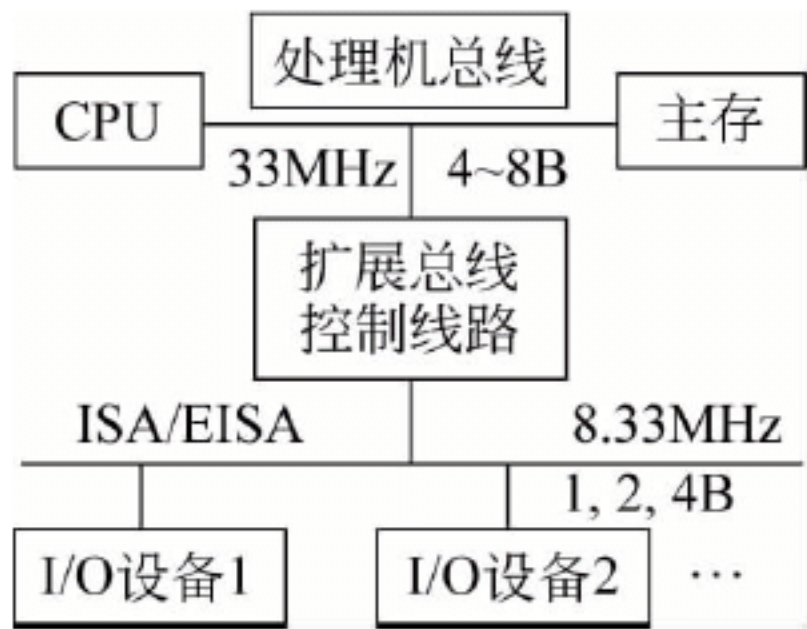 处理机总线
CPU
主存
33MHz
4~8B
扩展总线
控制线路
ISA/EISA
8.33MHz
1, 2, 4B
I/O设备1
I/O设备2
…